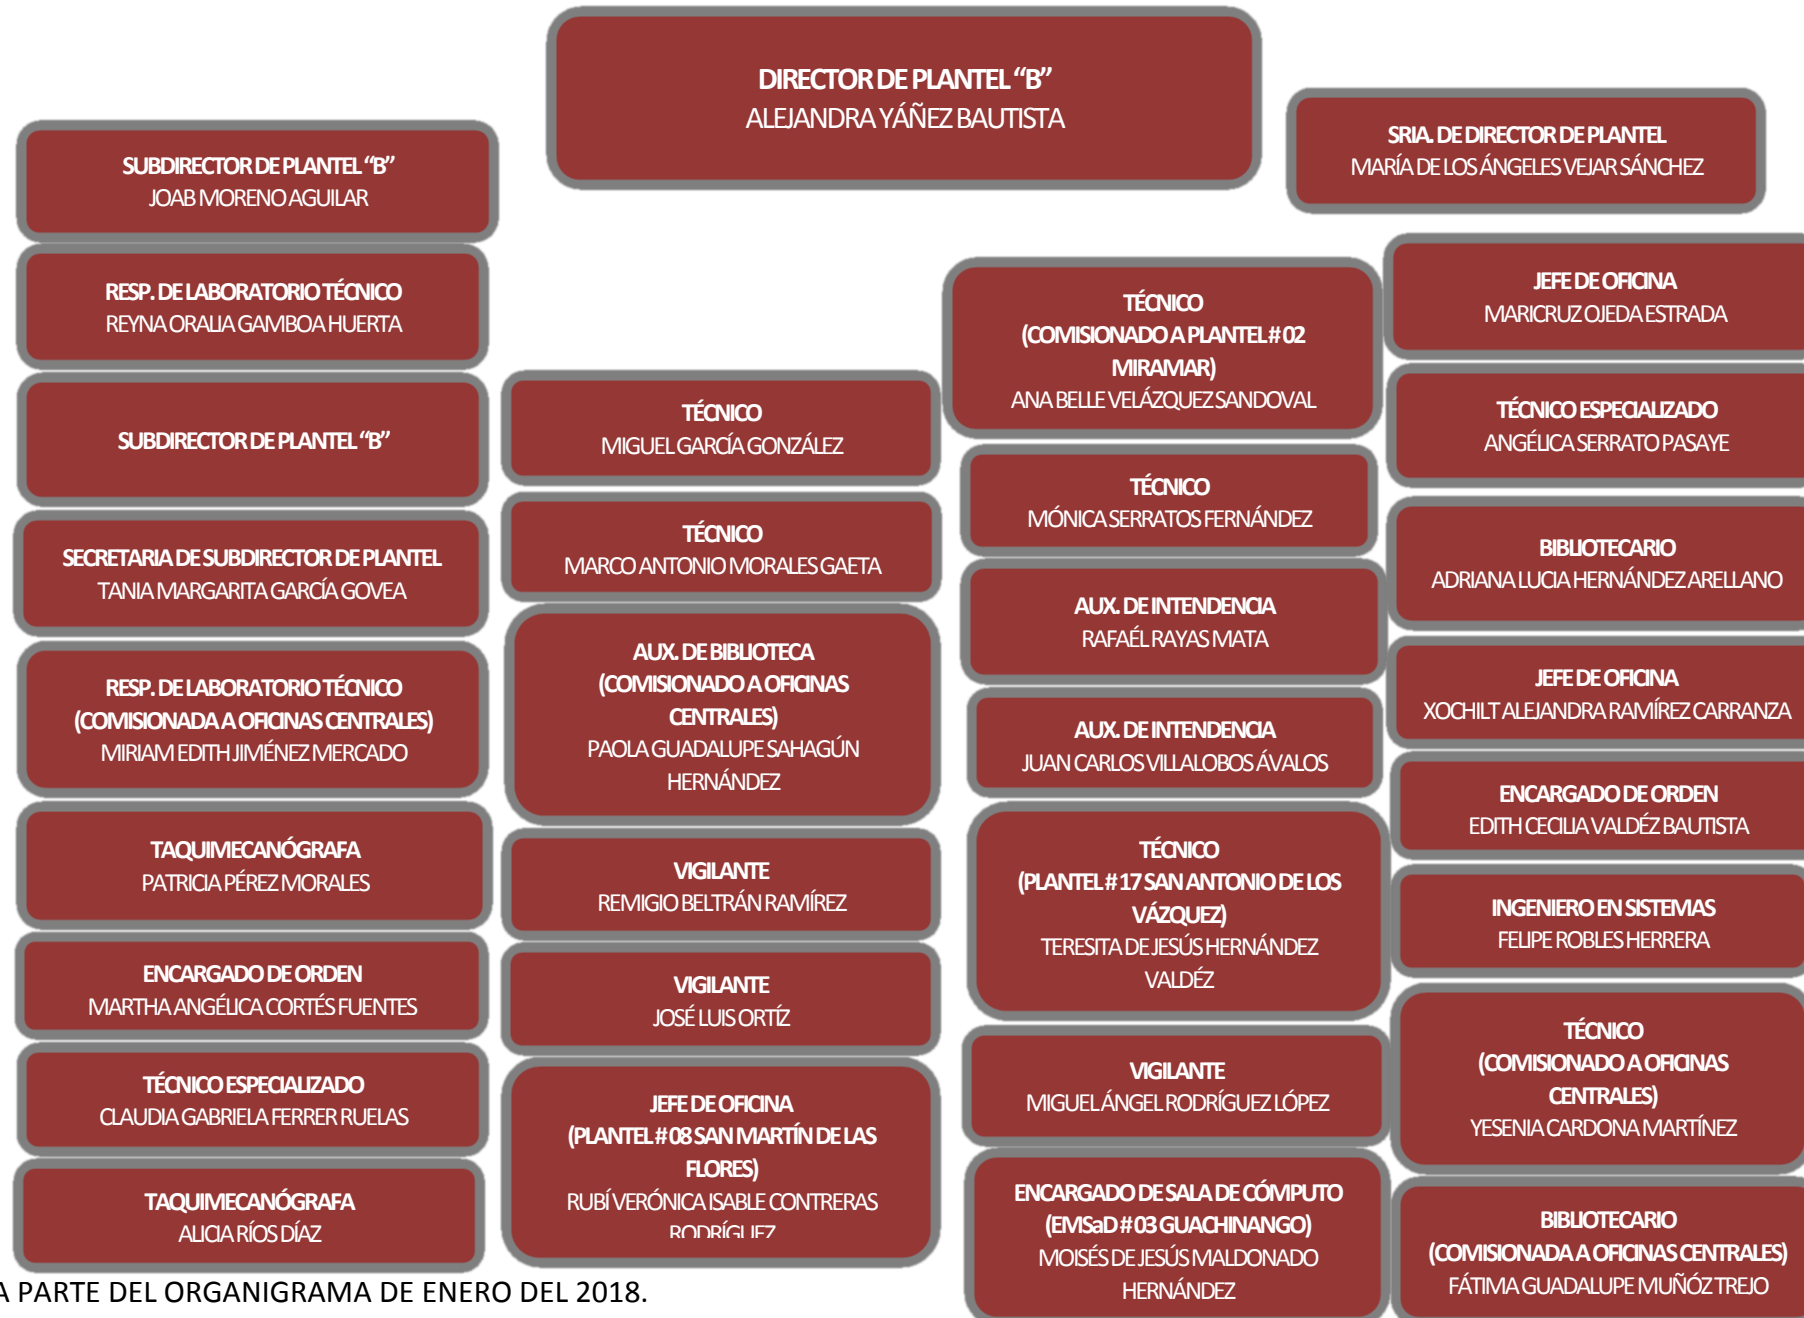 DIRECTOR DE PLANTEL “B”
ALEJANDRA YÁÑEZ BAUTISTA
SRIA. DE DIRECTOR DE PLANTEL
MARÍA DE LOS ÁNGELES VEJAR SÁNCHEZ
SUBDIRECTOR DE PLANTEL “B”
JOAB MORENO AGUILAR
RESP. DE LABORATORIO TÉCNICO
REYNA ORALIA GAMBOA HUERTA
SUBDIRECTOR DE PLANTEL “B”
SECRETARIA DE SUBDIRECTOR DE PLANTEL
TANIA MARGARITA GARCÍA GOVEA
RESP. DE LABORATORIO TÉCNICO
(COMISIONADA A OFICINAS CENTRALES)
MIRIAM EDITH JIMÉNEZ MERCADO
TAQUIMECANÓGRAFA
PATRICIA PÉREZ MORALES
ENCARGADO DE ORDEN
MARTHA ANGÉLICA CORTÉS FUENTES
TÉCNICO ESPECIALIZADO
CLAUDIA GABRIELA FERRER RUELAS
TAQUIMECANÓGRAFA
ALICIA RÍOS DÍAZ
TÉCNICO
MIGUEL GARCÍA GONZÁLEZ
TÉCNICO
MARCO ANTONIO MORALES GAETA
AUX. DE BIBLIOTECA
(COMISIONADO A OFICINAS
CENTRALES)
PAOLA GUADALUPE SAHAGÚN
HERNÁNDEZ
VIGILANTE
REMIGIO BELTRÁN RAMÍREZ
VIGILANTE
JOSÉ LUIS ORTÍZ
JEFE DE OFICINA
(PLANTEL # 08 SAN MARTÍN DE LAS
FLORES)
RUBÍ VERÓNICA ISABLE CONTRERAS
RODRÍGUEZ
TÉCNICO
(COMISIONADO A PLANTEL # 02
MIRAMAR)
ANA BELLE VELÁZQUEZ SANDOVAL
TÉCNICO
MÓNICA SERRATOS FERNÁNDEZ
AUX. DE INTENDENCIA
RAFAÉL RAYAS MATA
AUX. DE INTENDENCIA
JUAN CARLOS VILLALOBOS ÁVALOS
TÉCNICO
(PLANTEL # 17 SAN ANTONIO DE LOS
VÁZQUEZ)
TERESITA DE JESÚS HERNÁNDEZ
VALDÉZ
VIGILANTE
MIGUEL ÁNGEL RODRÍGUEZ LÓPEZ
ENCARGADO DE SALA DE CÓMPUTO
(EMSaD # 03 GUACHINANGO)
MOISÉS DE JESÚS MALDONADO
HERNÁNDEZ
JEFE DE OFICINA
MARICRUZ OJEDA ESTRADA
TÉCNICO ESPECIALIZADO
ANGÉLICA SERRATO PASAYE
BIBLIOTECARIO
ADRIANA LUCIA HERNÁNDEZ ARELLANO
JEFE DE OFICINA
XOCHILT ALEJANDRA RAMÍREZ CARRANZA
ENCARGADO DE ORDEN
EDITH CECILIA VALDÉZ BAUTISTA
INGENIERO EN SISTEMAS
FELIPE ROBLES HERRERA
TÉCNICO
(COMISIONADO A OFICINAS
CENTRALES)
YESENIA CARDONA MARTÍNEZ
BIBLIOTECARIO
(COMISIONADA A OFICINAS CENTRALES)
FÁTIMA GUADALUPE MUÑÓZ TREJO
A PARTE DEL ORGANIGRAMA DE ENERO DEL 2018.